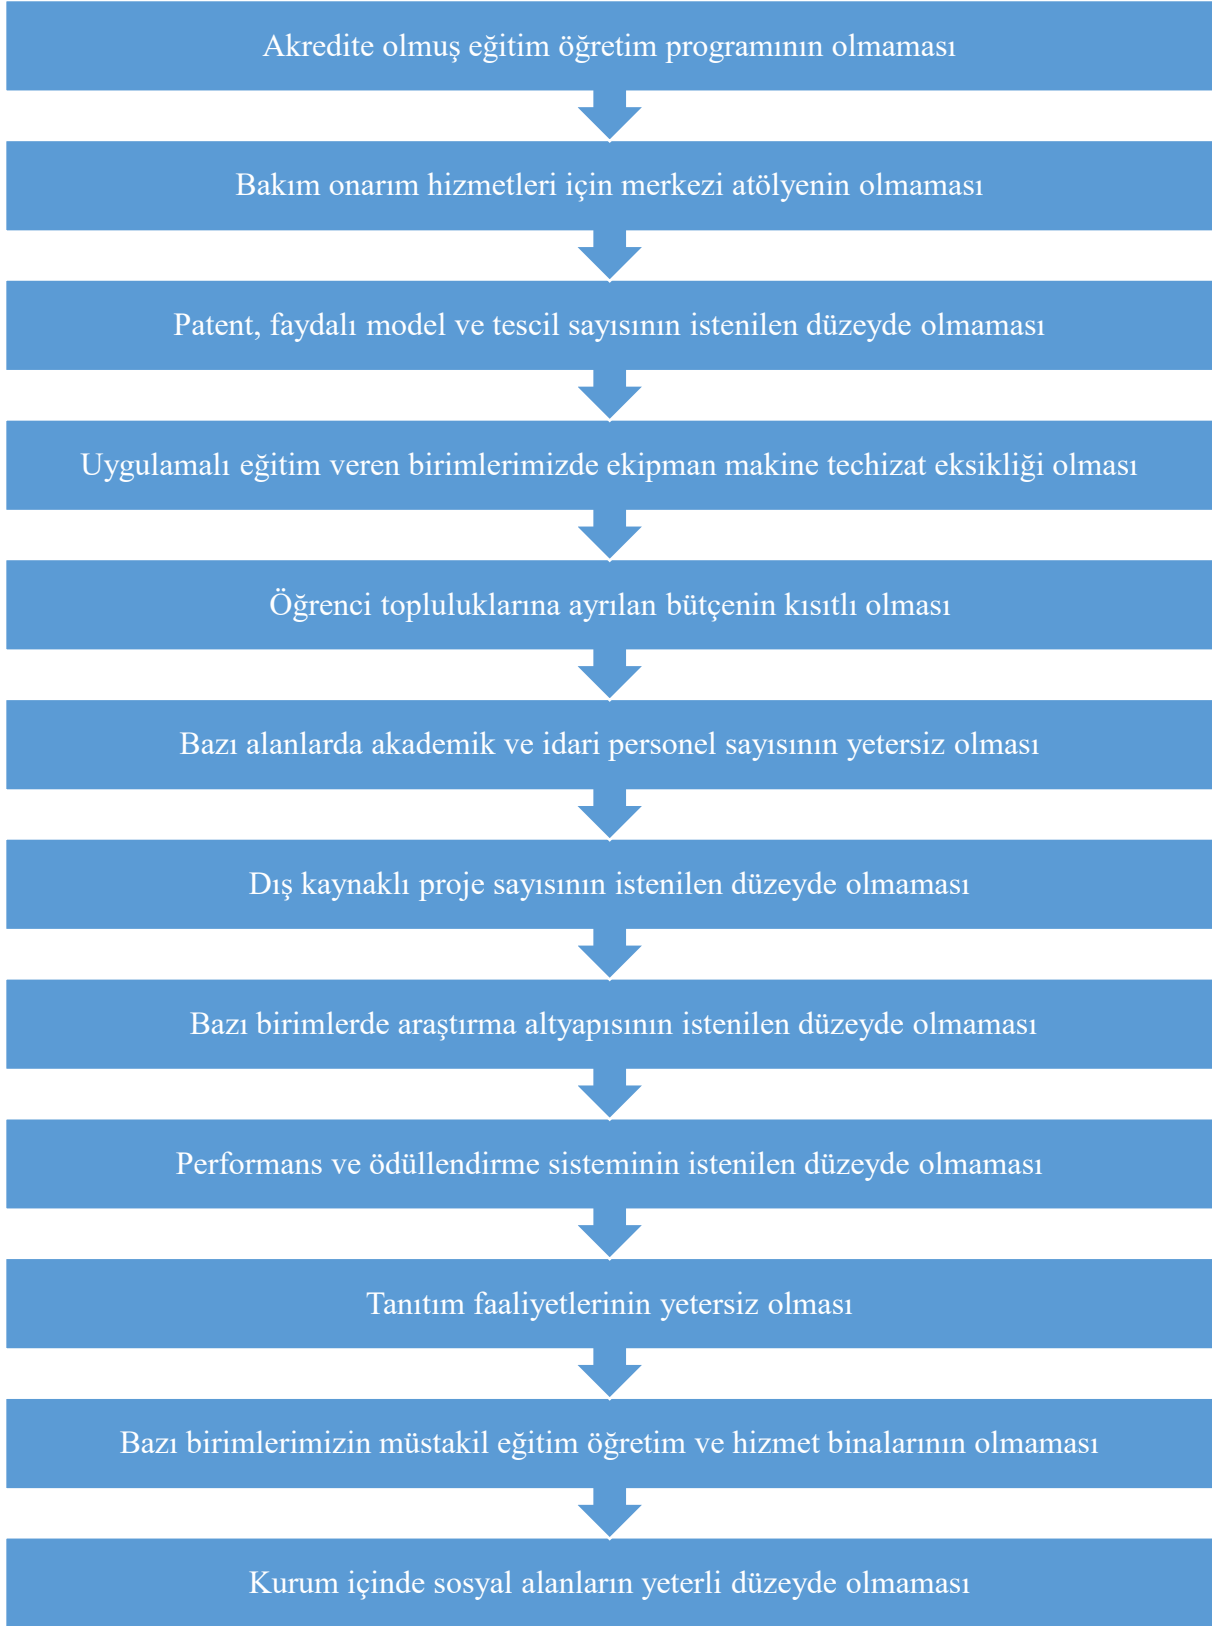 Akredite olmuş eğitim öğretim programının olmaması
Bakım onarım hizmetleri için merkezi atölyenin olmaması
Patent, faydalı model ve tescil sayısının istenilen düzeyde olmaması
Uygulamalı eğitim veren birimlerimizde ekipman makine techizat eksikliği olması
Öğrenci topluluklarına ayrılan bütçenin kısıtlı olması
Bazı alanlarda akademik ve idari personel sayısının yetersiz olması
Dış kaynaklı proje sayısının istenilen düzeyde olmaması
Bazı birimlerde araştırma altyapısının istenilen düzeyde olmaması
Performans ve ödüllendirme sisteminin istenilen düzeyde olmaması
Tanıtım faaliyetlerinin yetersiz olması
Bazı birimlerimizin müstakil eğitim öğretim ve hizmet binalarının olmaması
Kurum içinde sosyal alanların yeterli düzeyde olmaması